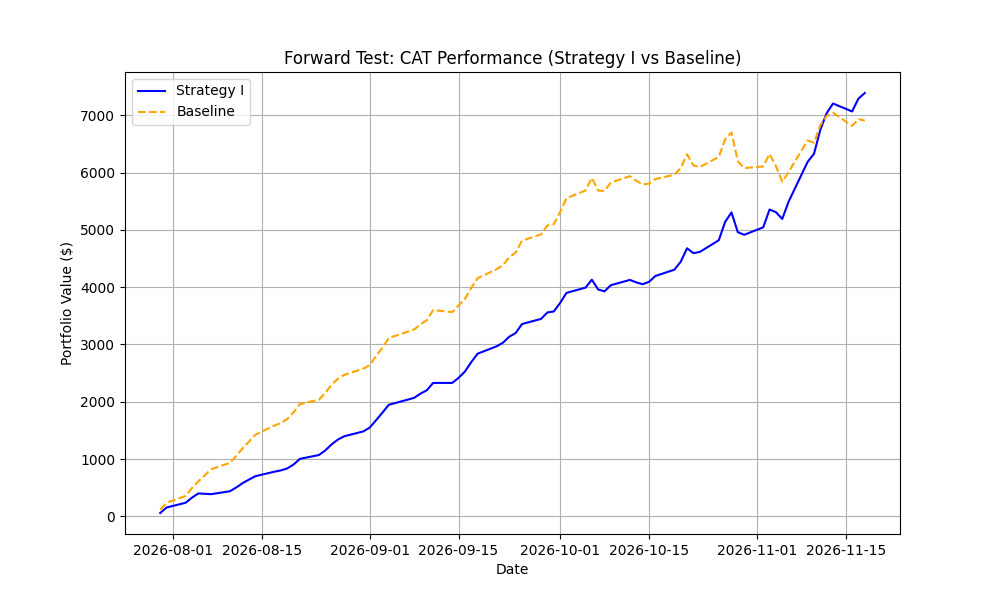 Forward Test: CAT Performance (Strategy I vs Baseline)
Strategy I
Baseline
Portfolio Value ($)
7000
6000
5000
4000
3000
2000
1000
0
2026-08-01 2026-08-15 2026-09-01 2026-09-15 2026-10-01 2026-10-15 2026-11-01 2026-11-15
Date